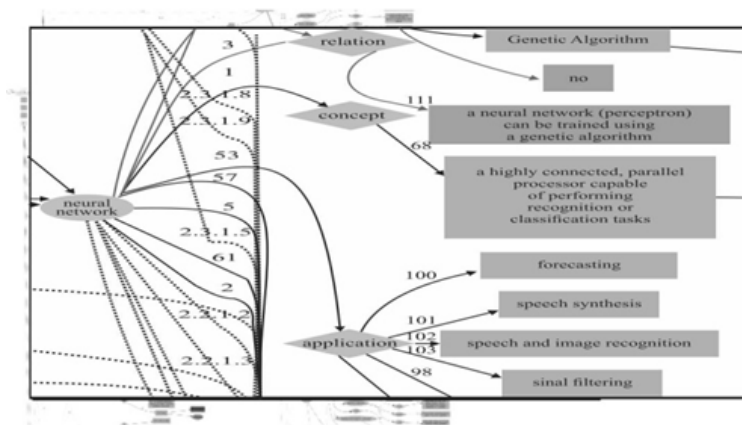 3
relation
Genetic Algorithm
1
no
2.3.1.8
111
concept
a neural network (perceptron)
can be trained using
a genetic algorithm
2.3.1.9
68
53
a highly connected, parallel
processor capable
of performing
recognition or
classification tasks
57
neural
network
5
2.3.1.5
61
forecasting
100
2
speech synthesis
101
2.2.1.2
application
102
speech and image recognition
103
2.2.1.3
98
sinal filtering